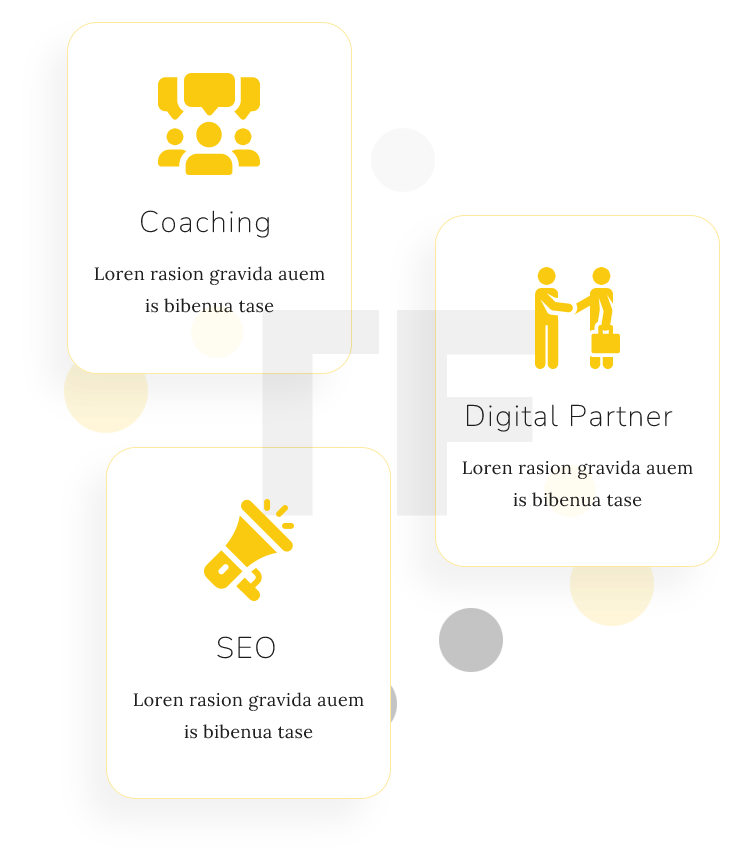 Coaching
Loren rasion gravida auem
is bibenua tase
Digital Partner
Loren rasion gravida auem
is bibenua tase
SEO
Loren rasion gravida auem
is bibenua tase